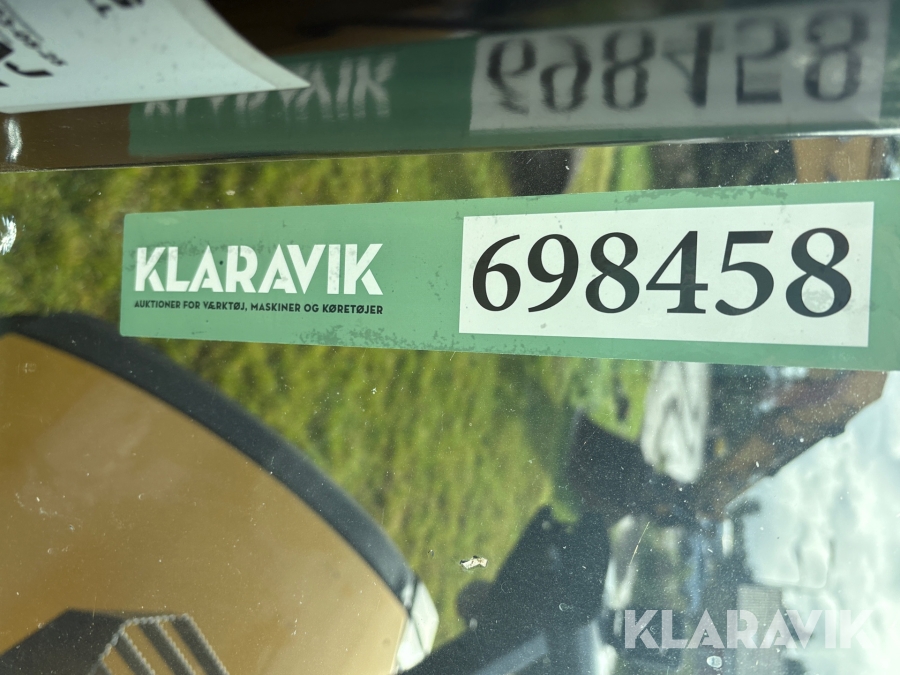 KLARAVIK
AUKTIONER FOR VÆRKTØJ, MASKINER OG KØRETØJER
698458
KLARAVIK